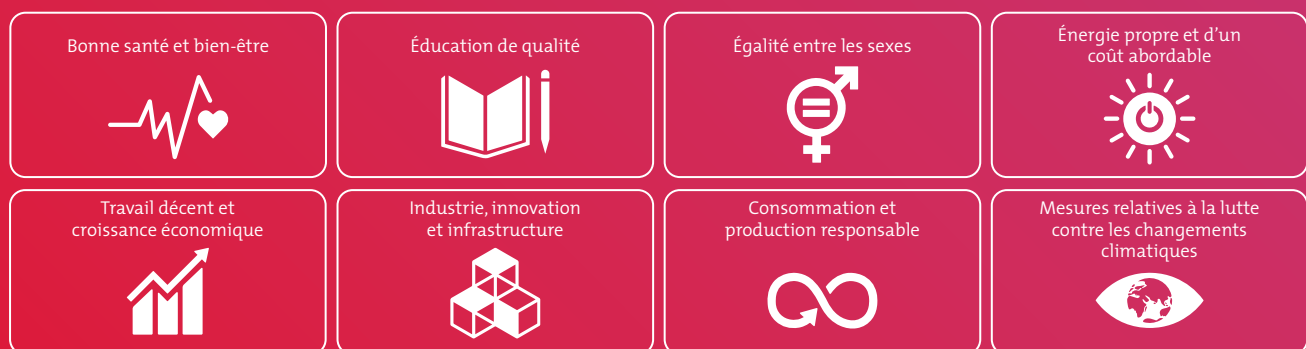 Bonne santé et bien-être
Éducation de qualité
Égalité entre les sexes
Énergie propre et d’un
coût abordable
Travail décent et
croissance économique
Industrie, innovation
et infrastructure
Consommation et
production responsable
Mesures relatives à la lutte
contre les changements
climatiques